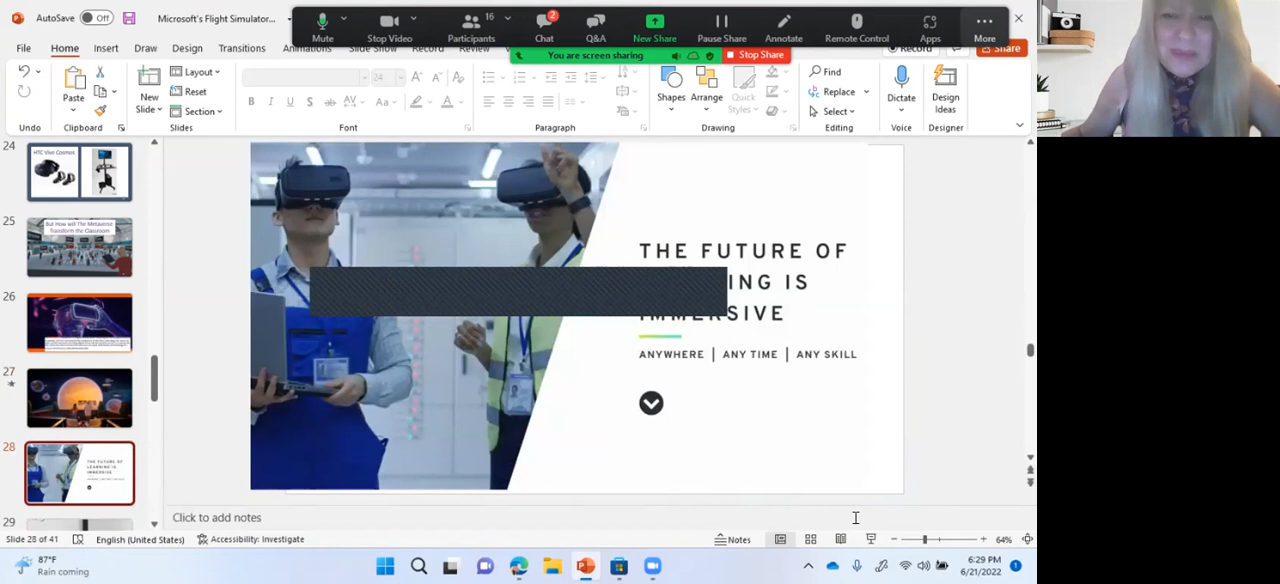 AutoSave Off Microsoft's Flight Simulator...
Mute
Stop Video
16
Participants
2
Chat
Q&A
New Share
Pause Share
Annotate
Remote Control
Apps
More
You are screen sharing
Stop Share
File Home Insert Draw Design Transitions Slide Show Record Review
Record
Share
Undo
Paste
Clipboard
New
Slide
Layout
Reset
Section
Slides
24
Font
Paragraph
Shapes
Arrange
Quick
Styles
Drawing
Find
Replace
Select
Editing
Dictate
Voice
Design
Ideas
Designer
24
HTC Vive Cosmos
25
But How will The Metaverse
Transform the Classroom
26
27
28
THE FUTURE OF
LEARNING IS
IMMERSIVE
29
THE FUTURE OF
ING IS
IMMERSIVE
ANYWHERE | ANY TIME | ANY SKILL
Click to add notes
Slide 28 of 41 English (United States) Accessibility: Investigate Notes 64%
87°F
Rain coming
6:29 PM
6/21/2022
1